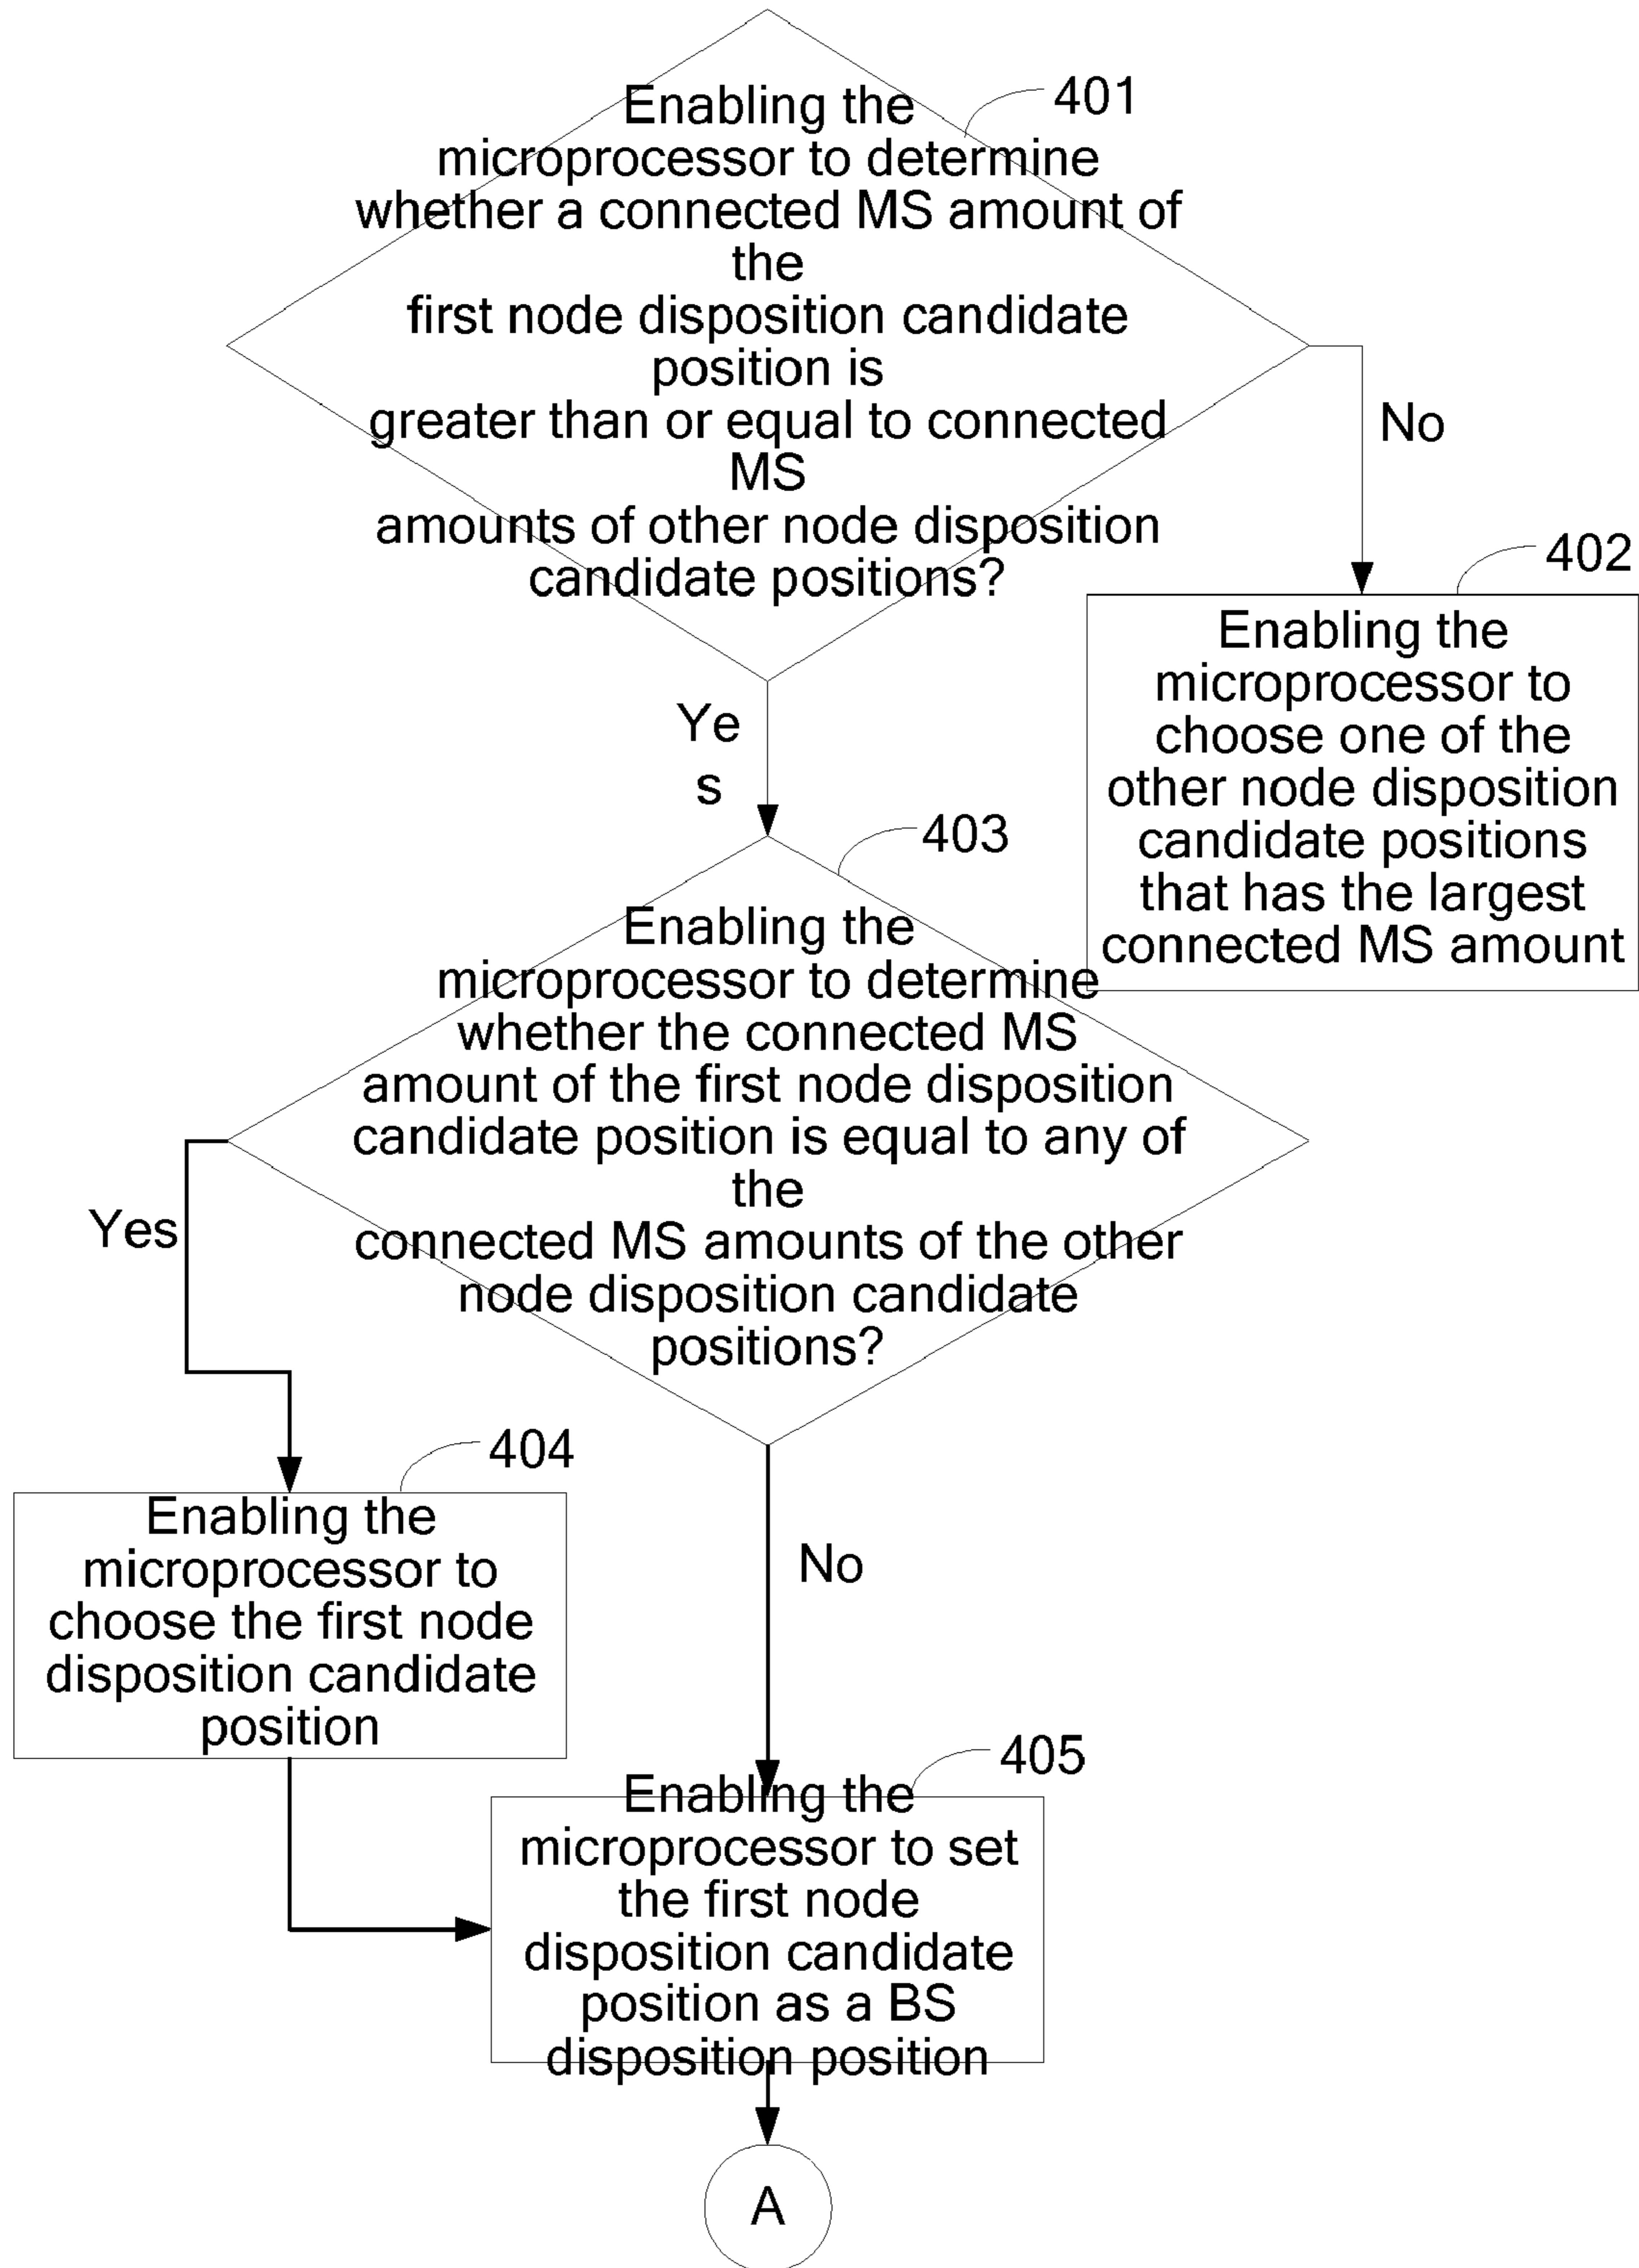 Enabling the
microprocessor to determine
whether a connected MS amount of
the
first node disposition candidate
position is
greater than or equal to connected
MS
amounts of other node disposition
candidate positions?
401
No
402
Enabling the
microprocessor to
choose one of the
other node disposition
candidate positions
that has the largest
connected MS amount
Ye
s
403
Enabling the
microprocessor to determine
whether the connected MS
amount of the first node disposition
candidate position is equal to any of
the
connected MS amounts of the other
node disposition candidate
positions?
Yes
404
Enabling the
microprocessor to
choose the first node
disposition candidate
position
No
405
Enabling the
microprocessor to set
the first node
disposition candidate
position as a BS
disposition position
A